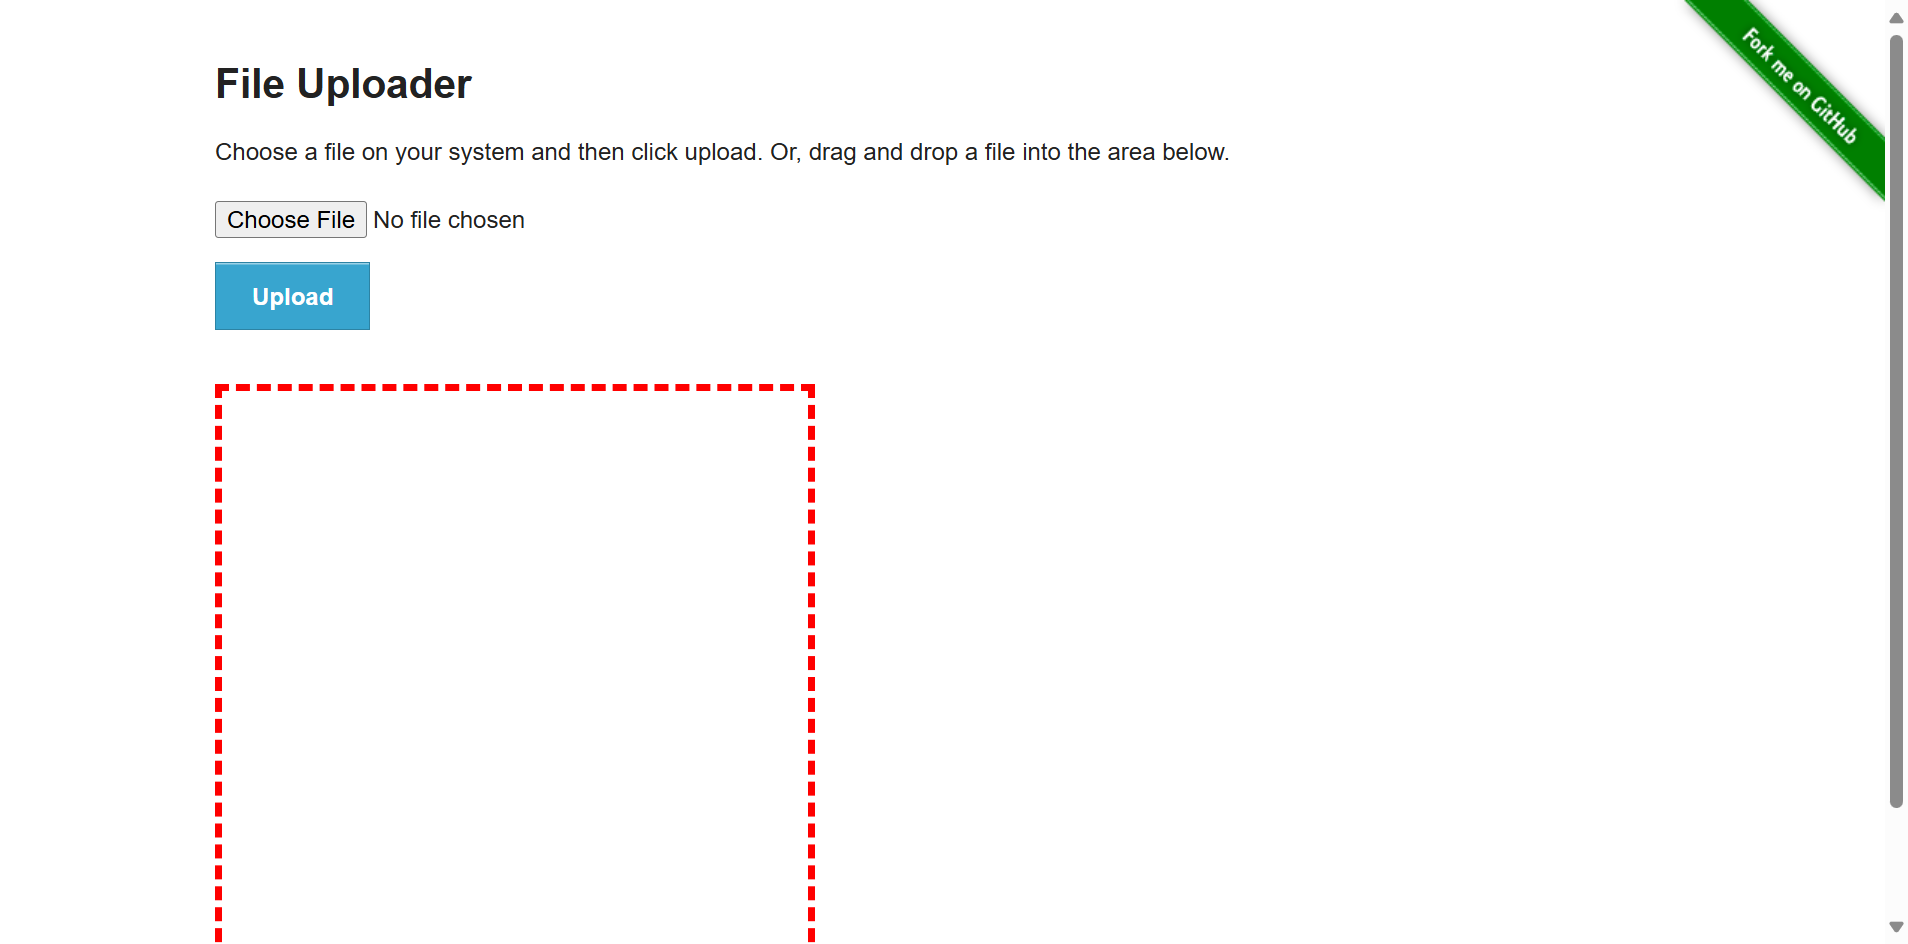 File Uploader
Choose a file on your system and then click upload. Or, drag and drop a file into the area below.
Choose File No file chosen
Upload
Fork me on GitHub